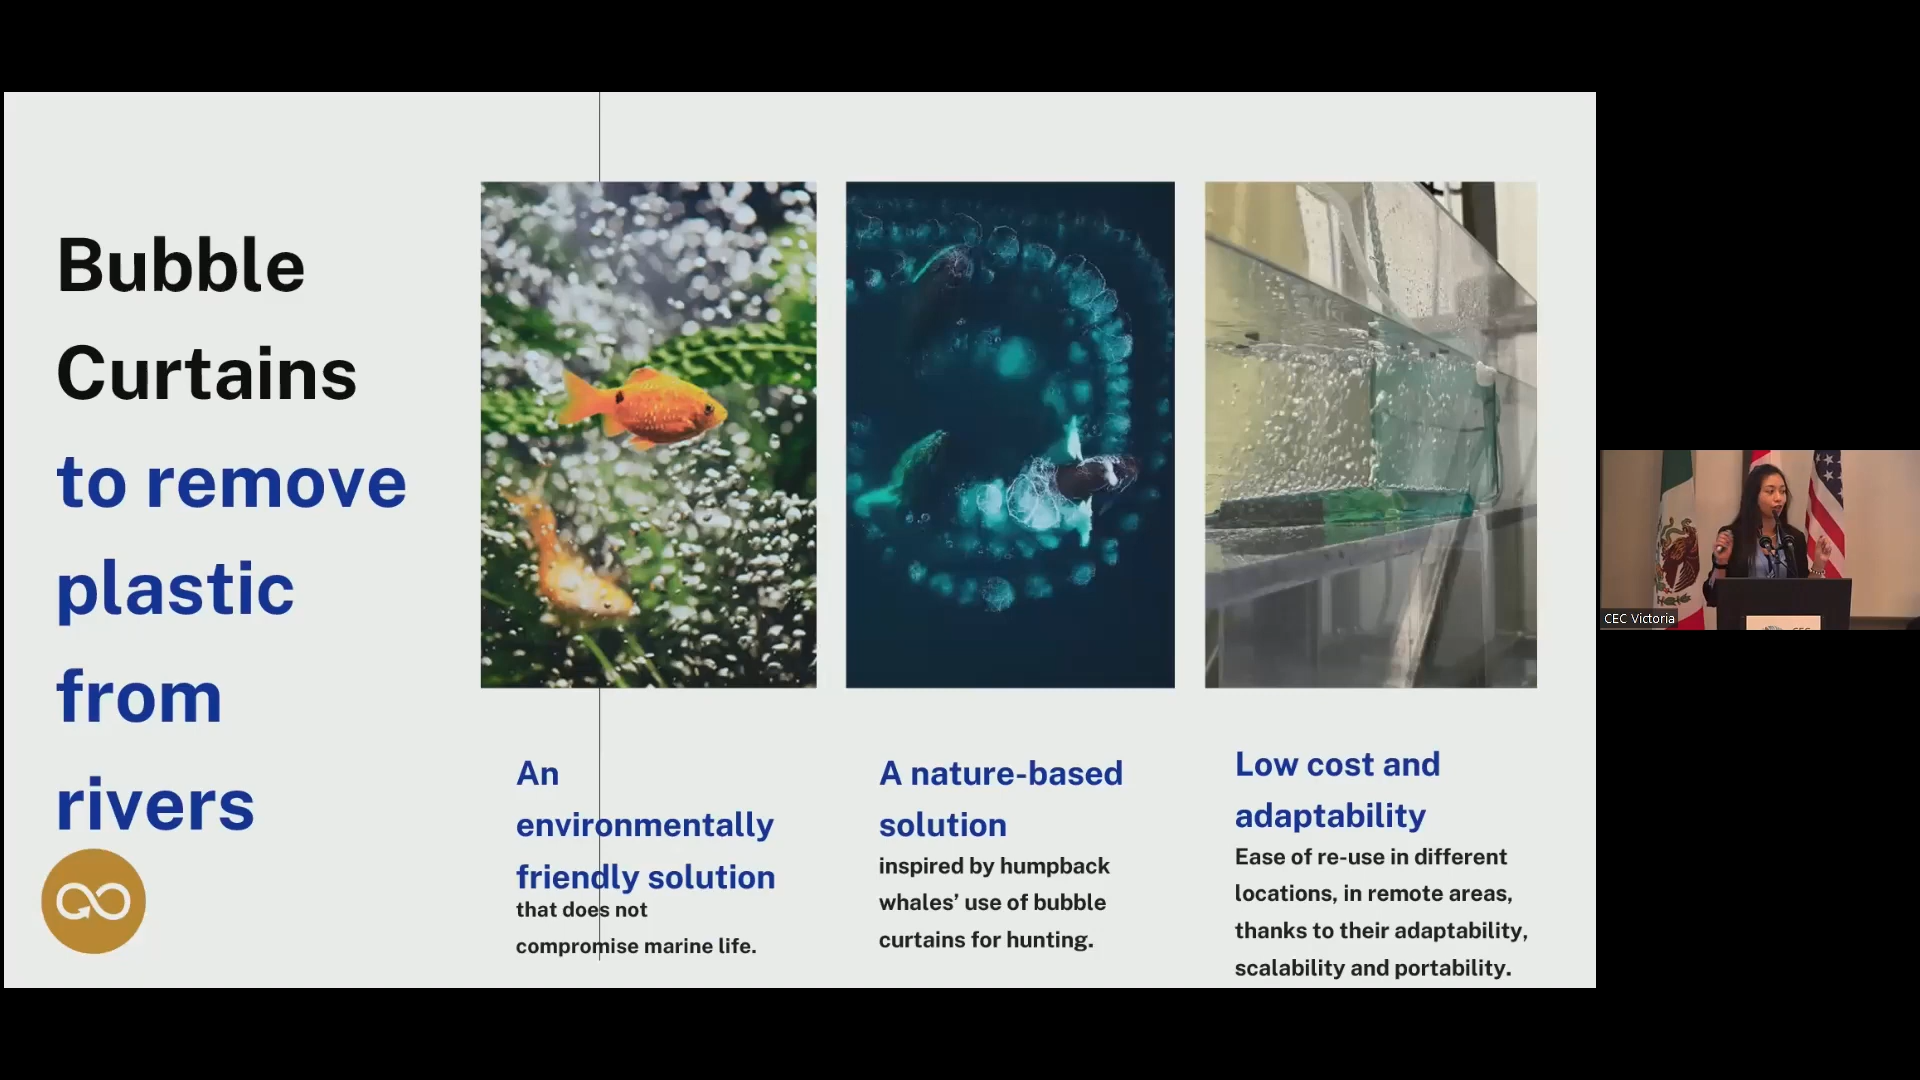 Bubble
Curtains
to remove
plastic
from
rivers
An
environmentally
friendly solution
that does not
compromise marine life.
A nature-based
solution
inspired by humpback
whales’ use of bubble
curtains for hunting.
Low cost and
adaptability
Ease of re-use in different
locations, in remote areas,
thanks to their adaptability,
scalability and portability.
CEC Victoria
CEC